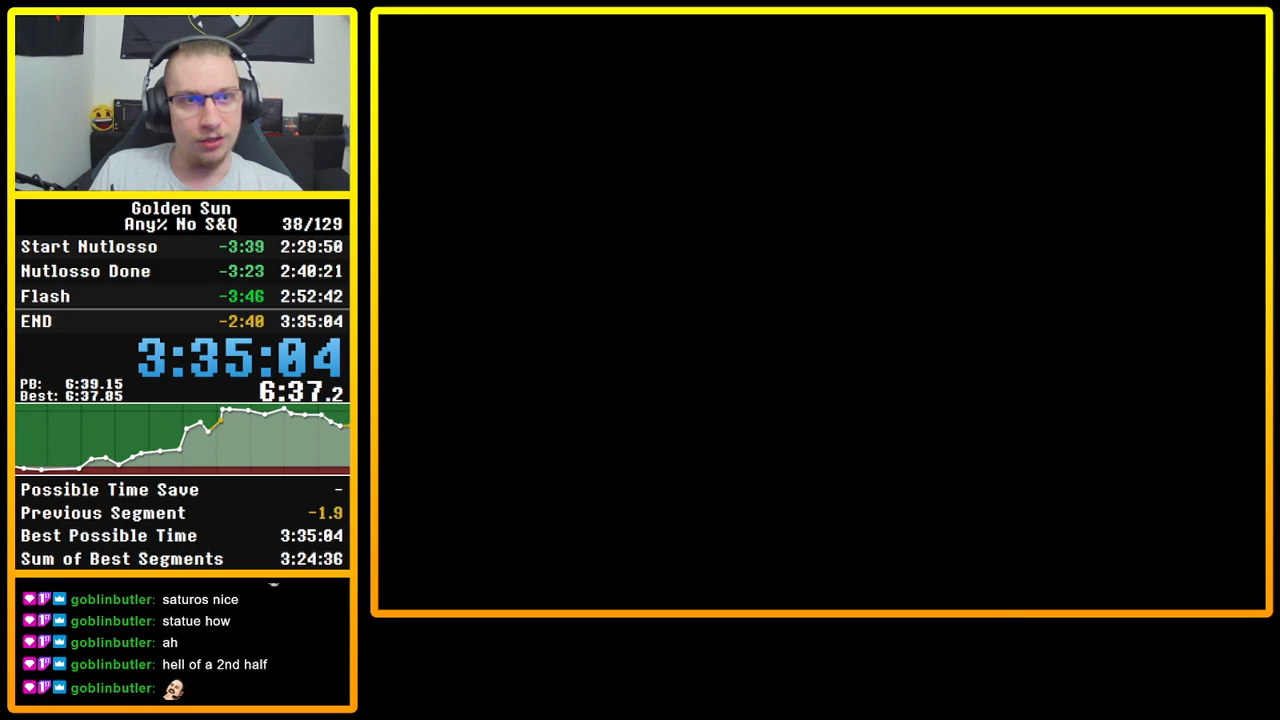 Golden Sun
Any% No S&Q 38/129
Start Nutlosso -3:39 2:29:50
Nutlosso Done -3:23 2:40:21
Flash -3:46 2:52:42
END -2:40 3:35:04
3:35:04
PB: 6:39.15
Best: 6:37.05
6:37.2
Possible Time Save -
Previous Segment -1.9
Best Possible Time 3:35:04
Sum of Best Segments 3:24:36
goblinbutler: saturos nice
goblinbutler: statue how
goblinbutler: ah
goblinbutler: hell of a 2nd half
goblinbutler: